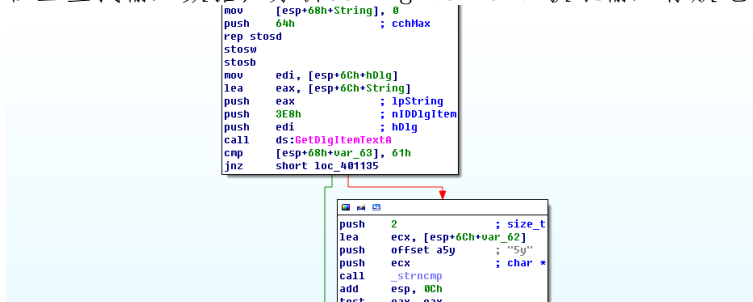 mov     [esp+68h+String], 0
push    64h             ; cchMax
rep stosd
stosw
stosb
mov     edi, [esp+6Ch+hDlg]
lea     eax, [esp+6Ch+String]
push    eax             ; lpString
push    3E8h            ; nIDDlgItem
push    edi             ; hDlg
call    ds:GetDlgItemTextA
cmp     [esp+68h+var_63], 61h
jnz     short loc_401135
push    2               ; size_t
lea     ecx, [esp+6Ch+var_62]
push    offset a5y      ; "5y"
push    ecx             ; char *
call    _strncmp
add     esp, 0Ch
test    eax, eax